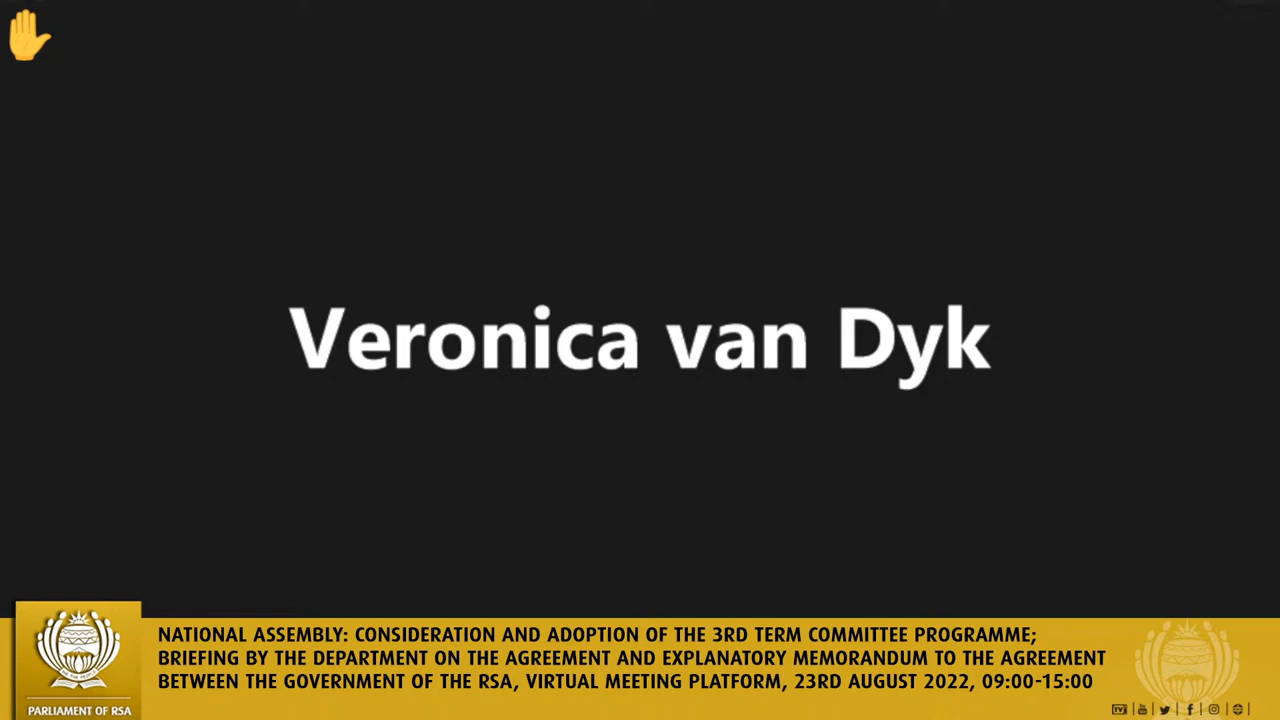 Veronica van Dyk
NATIONAL ASSEMBLY: CONSIDERATION AND ADOPTION OF THE 3RD TERM COMMITTEE PROGRAMME;
BRIEFING BY THE DEPARTMENT ON THE AGREEMENT AND EXPLANATORY MEMORANDUM TO THE AGREEMENT
BETWEEN THE GOVERNMENT OF THE RSA, VIRTUAL MEETING PLATFORM, 23RD AUGUST 2022, 09:00-15:00
PARLIAMENT OF RSA